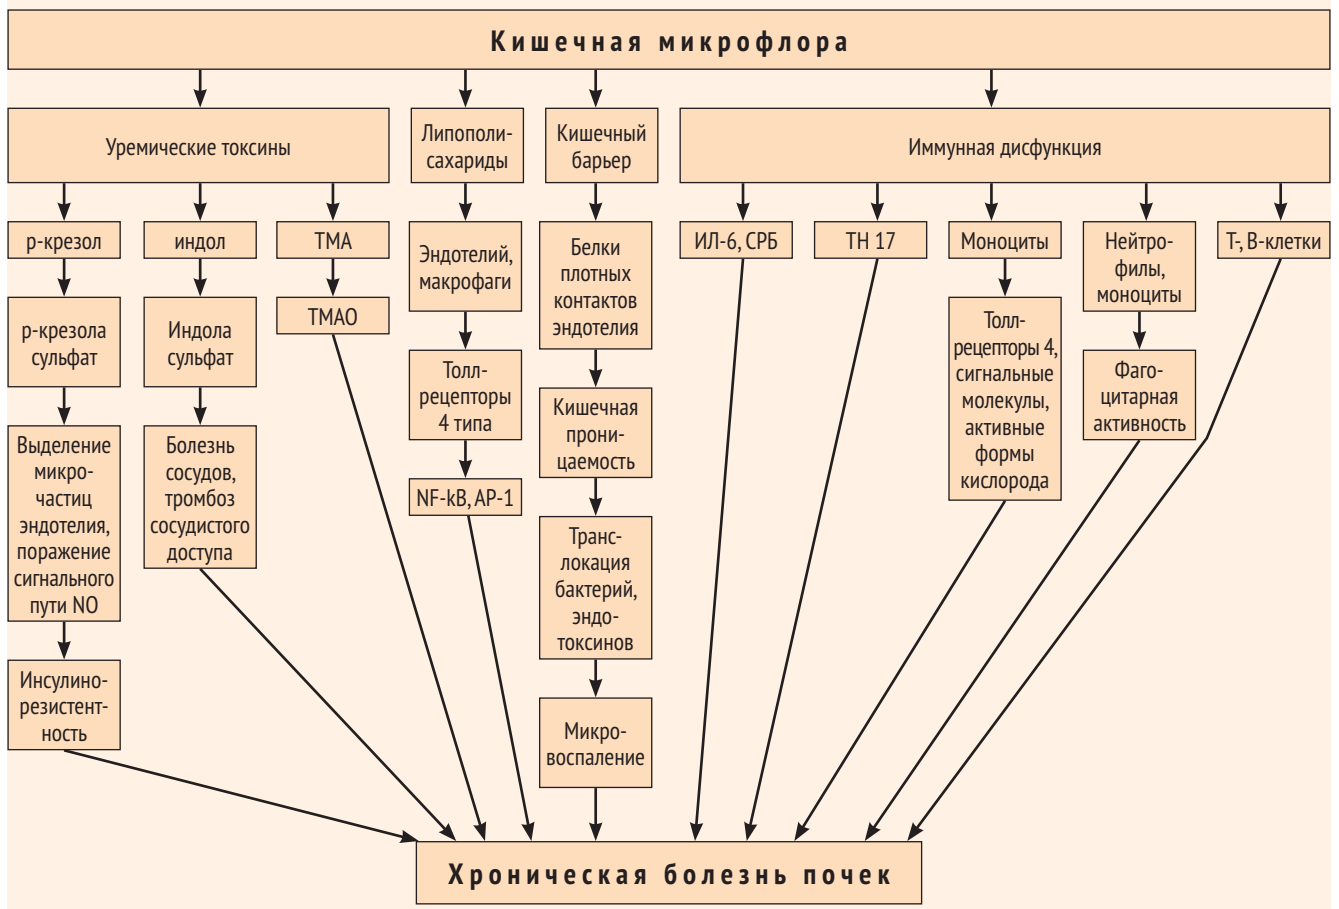 Кишечная микрофлора
Уремические токсины
Липополи-
сахариды
Кишечный
барьер
Иммунная дисфункция
р-крезол
индол
ТМА
Эндотелий,
макрофаги
Белки
плотных
контактов
эндотелия
ИЛ-6, СРБ
ТН 17
Моноциты
Нейтро-
филы,
моноциты
Т-, В-клетки
р-крезола
сульфат
Индола
сульфат
ТМАО
Толл-
рецепторы
4 типа
Кишечная
прони-
цаемость
Толл-
рецепторы 4,
сигнальные
молекулы,
активные
формы
кислорода
Фаго-
цитарная
активность
Выделение
микро-
частиц
эндотелия,
поражение
сигнального
пути NO
Болезнь
сосудов,
тромбоз
сосудистого
доступа
NF-kB, AP-1
Транс-
локация
бактерий,
эндо-
токсинов
Инсулино-
резистент-
ность
Микро-
воспаление
Хроническая болезнь почек